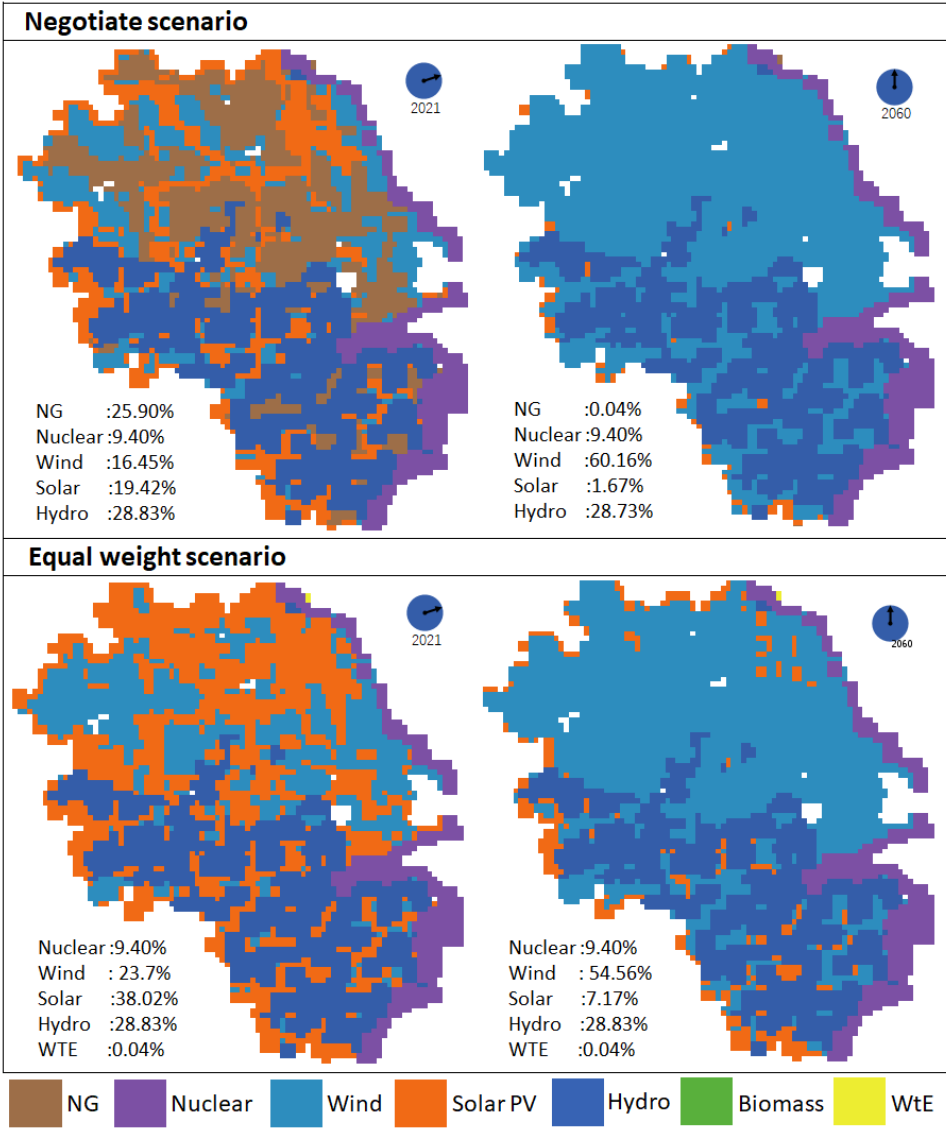 Negotiate scenario
2021
2060
NG :25.90%
Nuclear :9.40%
Wind :16.45%
Solar :19.42%
Hydro :28.83%
NG :0.04%
Nuclear :9.40%
Wind :60.16%
Solar :1.67%
Hydro :28.73%
Equal weight scenario
2021
2060
Nuclear :9.40%
Wind : 23.7%
Solar :38.02%
Hydro :28.83%
WTE :0.04%
Nuclear :9.40%
Wind :54.56%
Solar :7.17%
Hydro :28.83%
WTE :0.04%
NG Nuclear Wind Solar PV Hydro Biomass WtE